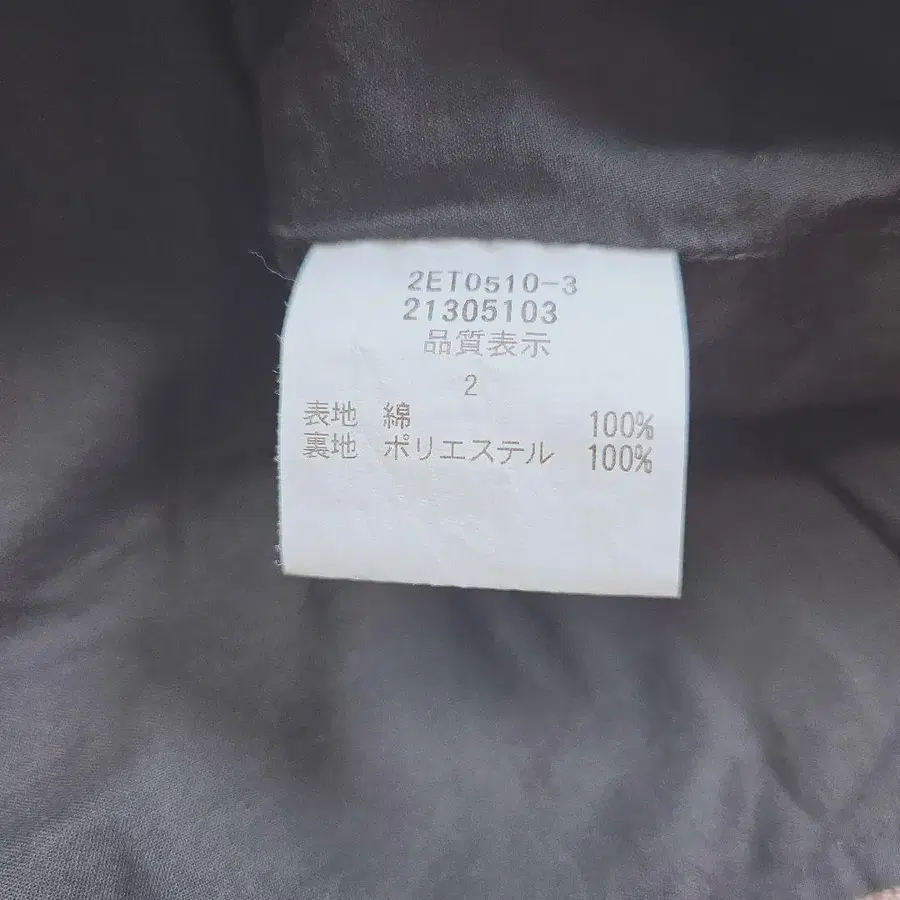 2ET0510-3
21305103
品質表示
2
表地 綿 100%
裏地 ポリエステル 100%